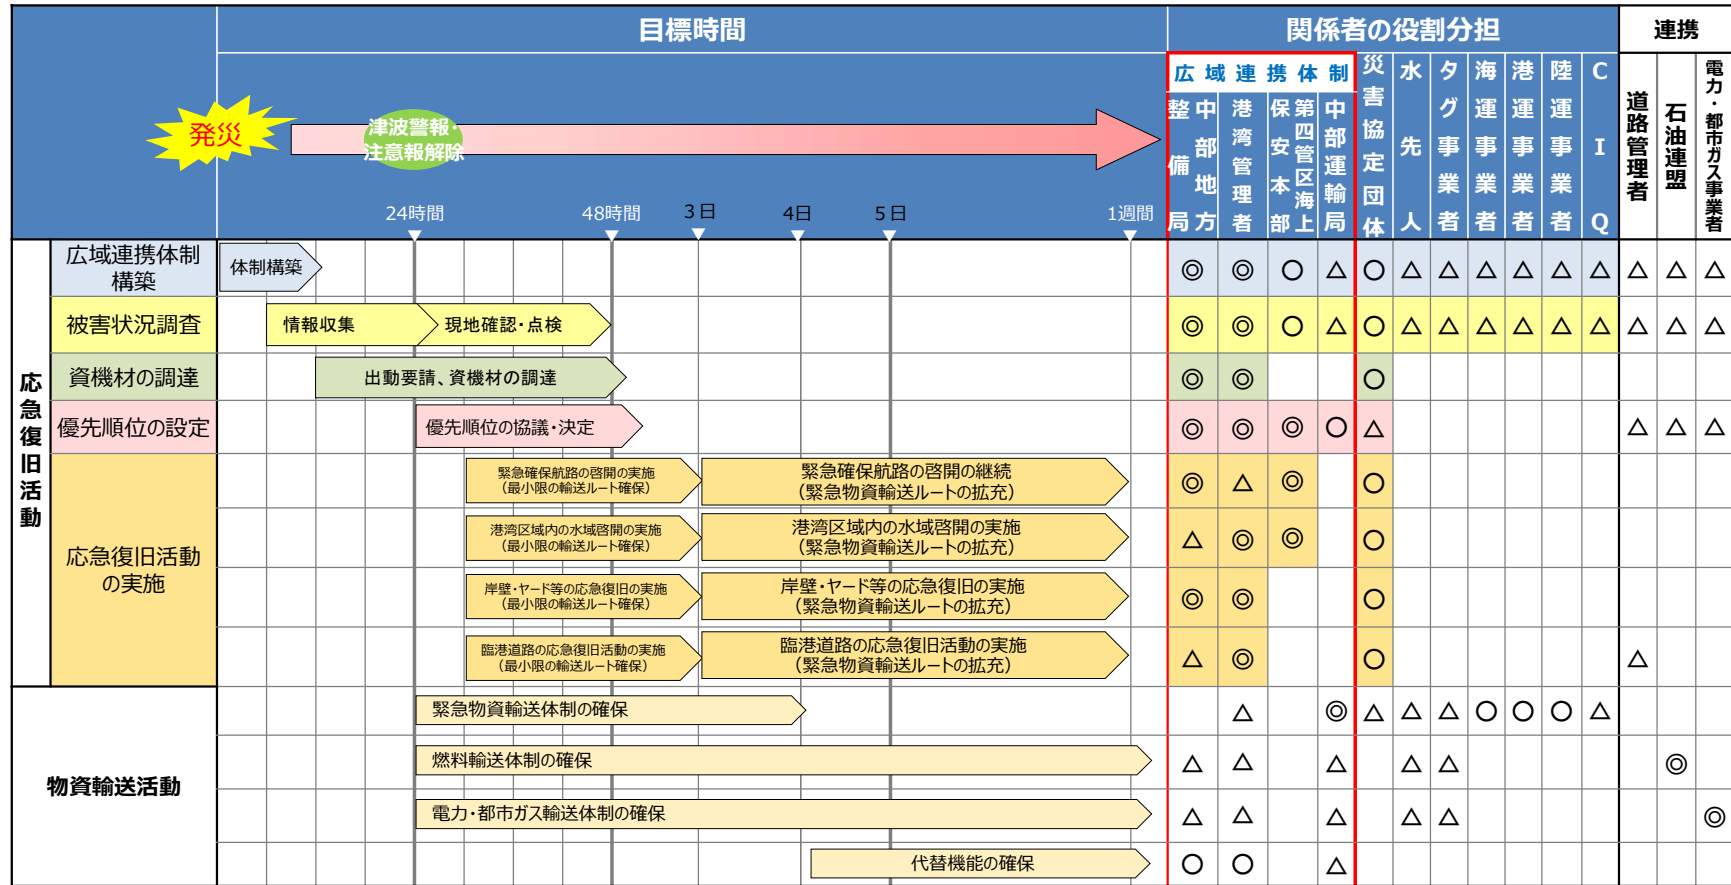 目標時間
関係者の役割分担
連携
広域連携体制
中部地方整備局
港湾管理者
第四管区海上保安本部
中部運輸局
災害協定団体
水先人
タグ事業者
海運事業者
港運事業者
陸運事業者
CIQ
道路管理者
石油連盟
電力・都市ガス事業者
発災
津波警報・
注意報解除
24時間
48時間
3日
4日
5日
1週間
応急復旧活動
広域連携体制
構築
体制構築
◎ ◎ ○ △ ○ △ △ △ △ △ △ △ △ △
被害状況調査
情報収集
現地確認・点検
◎ ◎ ○ △ ○ △ △ △ △ △ △ △ △ △
資機材の調達
出動要請、資機材の調達
◎ ◎ ○
優先順位の設定
優先順位の協議・決定
◎ ◎ ◎ ○ △ △ △ △
応急復旧活動
の実施
緊急確保航路の啓開の実施
(最小限の輸送ルート確保)
緊急確保航路の啓開の継続
(緊急物資輸送ルートの拡充)
◎ △ ◎ ○
港湾区域内の水域啓開の実施
(最小限の輸送ルート確保)
港湾区域内の水域啓開の実施
(緊急物資輸送ルートの拡充)
△ ◎ ◎ ○
岸壁・ヤード等の応急復旧の実施
(最小限の輸送ルート確保)
岸壁・ヤード等の応急復旧の実施
(緊急物資輸送ルートの拡充)
◎ ◎ ○
臨港道路の応急復旧活動の実施
(最小限の輸送ルート確保)
臨港道路の応急復旧活動の実施
(緊急物資輸送ルートの拡充)
△ ◎ ○ △
物資輸送活動
緊急物資輸送体制の確保
△ ◎ △ △ △ ○ ○ ○ △
燃料輸送体制の確保
△ △ △ △ △ ◎
電力・都市ガス輸送体制の確保
△ △ △ △ △ ◎
代替機能の確保
○ ○ △